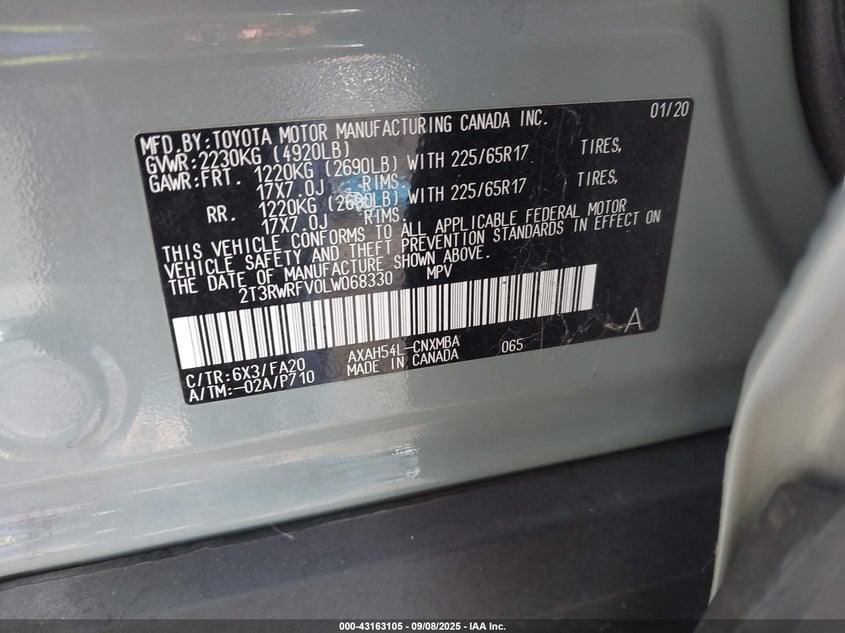 MFD.BY:TOYOTA MOTOR MANUFACTURING CANADA INC. 01/20
GVWR:2230KG (4920LB)
GAWR:FRT. 1220KG (2690LB) WITH 225/65R17 TIRES,
17X7.0J RIMS.
RR. 1220KG (2690LB) WITH 225/65R17 TIRES,
17X7.0J RIMS.
THIS VEHICLE CONFORMS TO ALL APPLICABLE FEDERAL MOTOR
VEHICLE SAFETY AND THEFT PREVENTION STANDARDS IN EFFECT ON
THE DATE OF MANUFACTURE SHOWN ABOVE.
2T3RWRFV0LW068330 MPV
A
C/TR:6X3/FA20 AXAH54L-CNXMBA 065
A/TM:-02A/P710 MADE IN CANADA
000-43163105 - 09/08/2025 - IAA Inc.